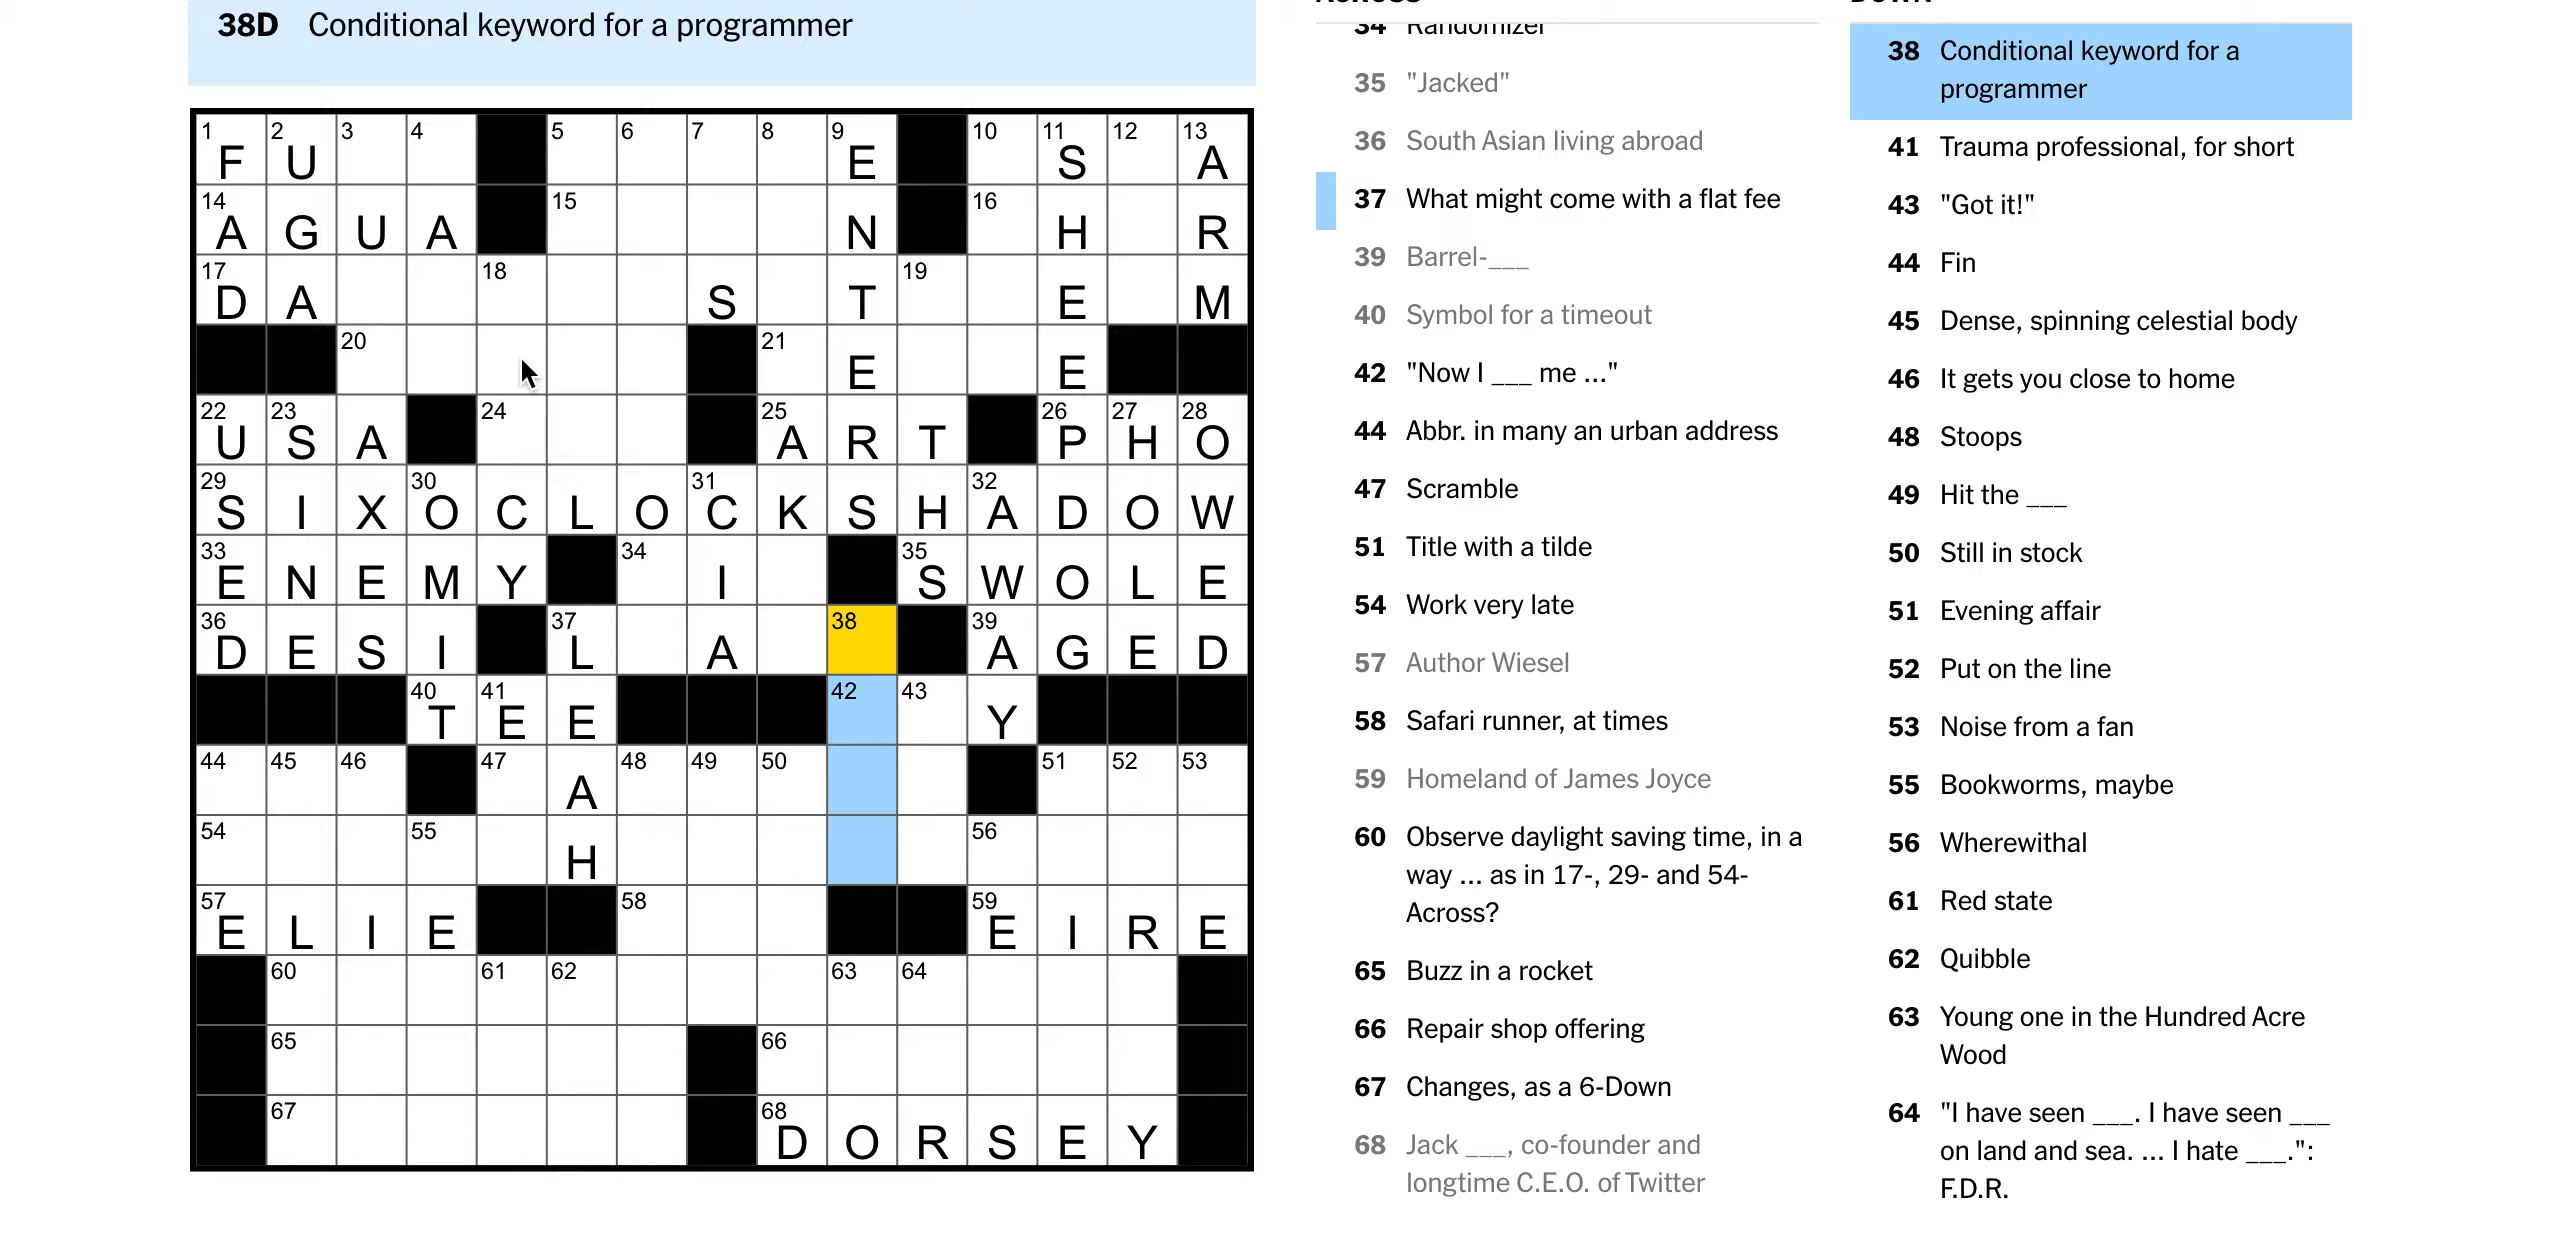 38D Conditional keyword for a programmer
1 F 2 U 3 4 5 6 7 8 9 E 10 11 S 12 13 A
14 A G U A 15 N 16 H R
17 D A 18 S T 19 E M
20 21 E E
22 U 23 S A 24 25 A R T 26 P 27 H 28 O
29 S I X 30 O C L O 31 C K S H 32 A D O W
33 E N E M Y 34 I 35 S W O L E
36 D E S I 37 L A 38 39 A G E D
40 T 41 E E 42 43 Y
44 45 46 47 A 48 49 50 51 52 53
54 55 H 56
57 E L I E 58 59 E I R E
60 61 62 63 64
65 66
67 68 D O R S E Y
34 Randomizer
35 "Jacked"
36 South Asian living abroad
37 What might come with a flat fee
39 Barrel-___
40 Symbol for a timeout
42 "Now I ___ me ..."
44 Abbr. in many an urban address
47 Scramble
51 Title with a tilde
54 Work very late
57 Author Wiesel
58 Safari runner, at times
59 Homeland of James Joyce
60 Observe daylight saving time, in a
way ... as in 17-, 29- and 54-
Across?
65 Buzz in a rocket
66 Repair shop offering
67 Changes, as a 6-Down
68 Jack ___, co-founder and
longtime C.E.O. of Twitter
38 Conditional keyword for a
programmer
41 Trauma professional, for short
43 "Got it!"
44 Fin
45 Dense, spinning celestial body
46 It gets you close to home
48 Stoops
49 Hit the ___
50 Still in stock
51 Evening affair
52 Put on the line
53 Noise from a fan
55 Bookworms, maybe
56 Wherewithal
61 Red state
62 Quibble
63 Young one in the Hundred Acre
Wood
64 "I have seen ___. I have seen ___
on land and sea. ... I hate ___.":
F.D.R.